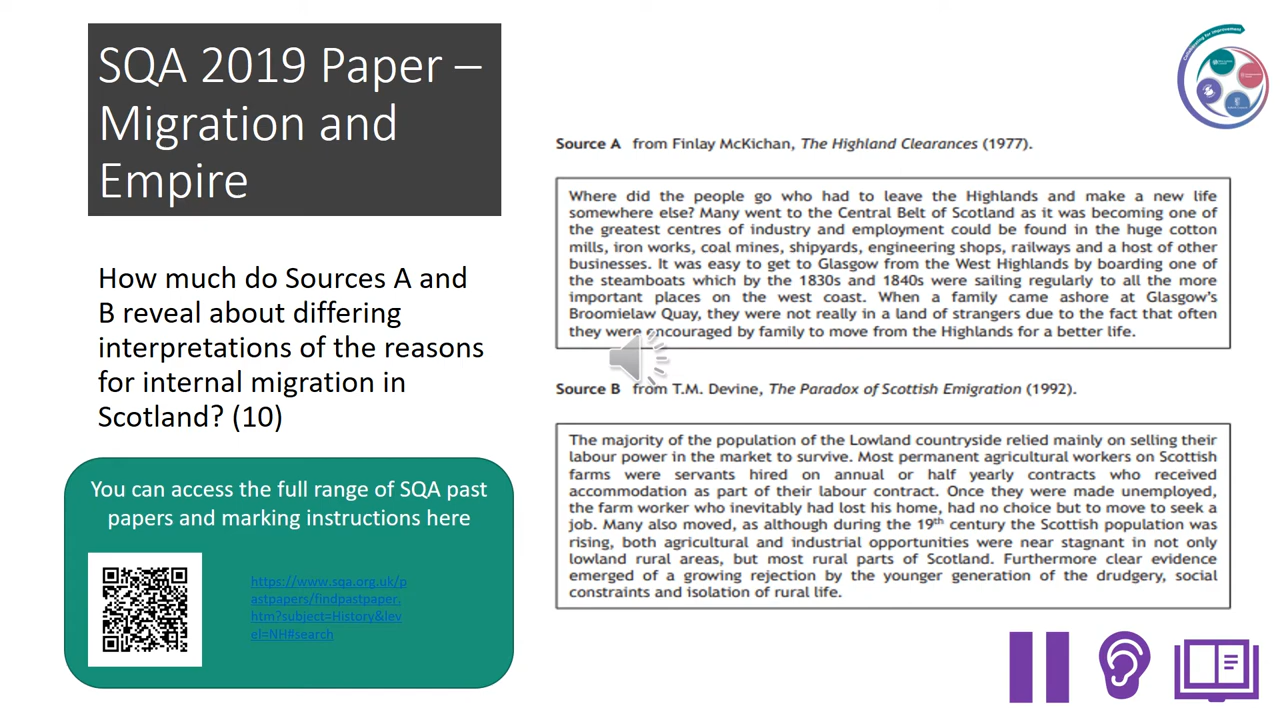 SQA 2019 Paper –
Migration and
Empire
How much do Sources A and
B reveal about differing
interpretations of the reasons
for internal migration in
Scotland? (10)
You can access the full range of SQA past
papers and marking instructions here
https://www.sqa.org.uk/p
astpapers/findpastpaper.
htm?subject=History&lev
el=NH#search
Source A from Finlay McKichan, The Highland Clearances (1977).
Where did the people go who had to leave the Highlands and make a new life
somewhere else? Many went to the Central Belt of Scotland as it was becoming one of
the greatest centres of industry and employment could be found in the huge cotton
mills, iron works, coal mines, shipyards, engineering shops, railways and a host of other
businesses. It was easy to get to Glasgow from the West Highlands by boarding one of
the steamboats which by the 1830s and 1840s were sailing regularly to all the more
important places on the west coast. When a family came ashore at Glasgow's
Broomielaw Quay, they were not really in a land of strangers due to the fact that often
they were encouraged by family to move from the Highlands for a better life.
Source B from T.M. Devine, The Paradox of Scottish Emigration (1992).
The majority of the population of the Lowland countryside relied mainly on selling their
labour power in the market to survive. Most permanent agricultural workers on Scottish
farms were servants hired on annual or half yearly contracts who received
accommodation as part of their labour contract. Once they were made unemployed,
the farm worker who inevitably had lost his home, had no choice but to move to seek a
job. Many also moved, as although during the 19th century the Scottish population was
rising, both agricultural and industrial opportunities were near stagnant in not only
lowland rural areas, but most rural parts of Scotland. Furthermore clear evidence
emerged of a growing rejection by the younger generation of the drudgery, social
constraints and isolation of rural life.